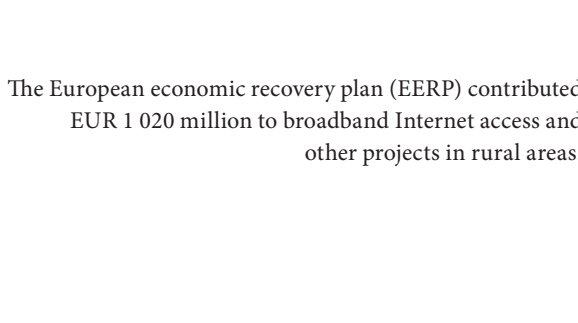 The European economic recovery plan (EERP) contributed
EUR 1 020 million to broadband Internet access and
other projects in rural areas